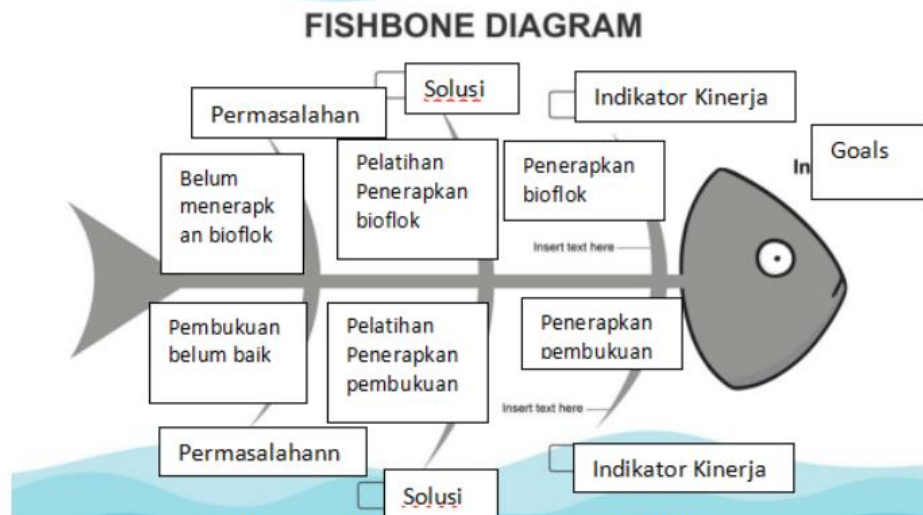 FISHBONE DIAGRAM
Solusi
Indikator Kinerja
Permasalahan
Goals
In
Belum
menerapk
an bioflok
Pelatihan
Penerapkan
bioflok
Penerapkan
bioflok
Insert text here
Pembukuan
belum baik
Pelatihan
Penerapkan
pembukuan
Penerapkan
pembukuan
Insert text here
Permasalahann
Solusi
Indikator Kinerja